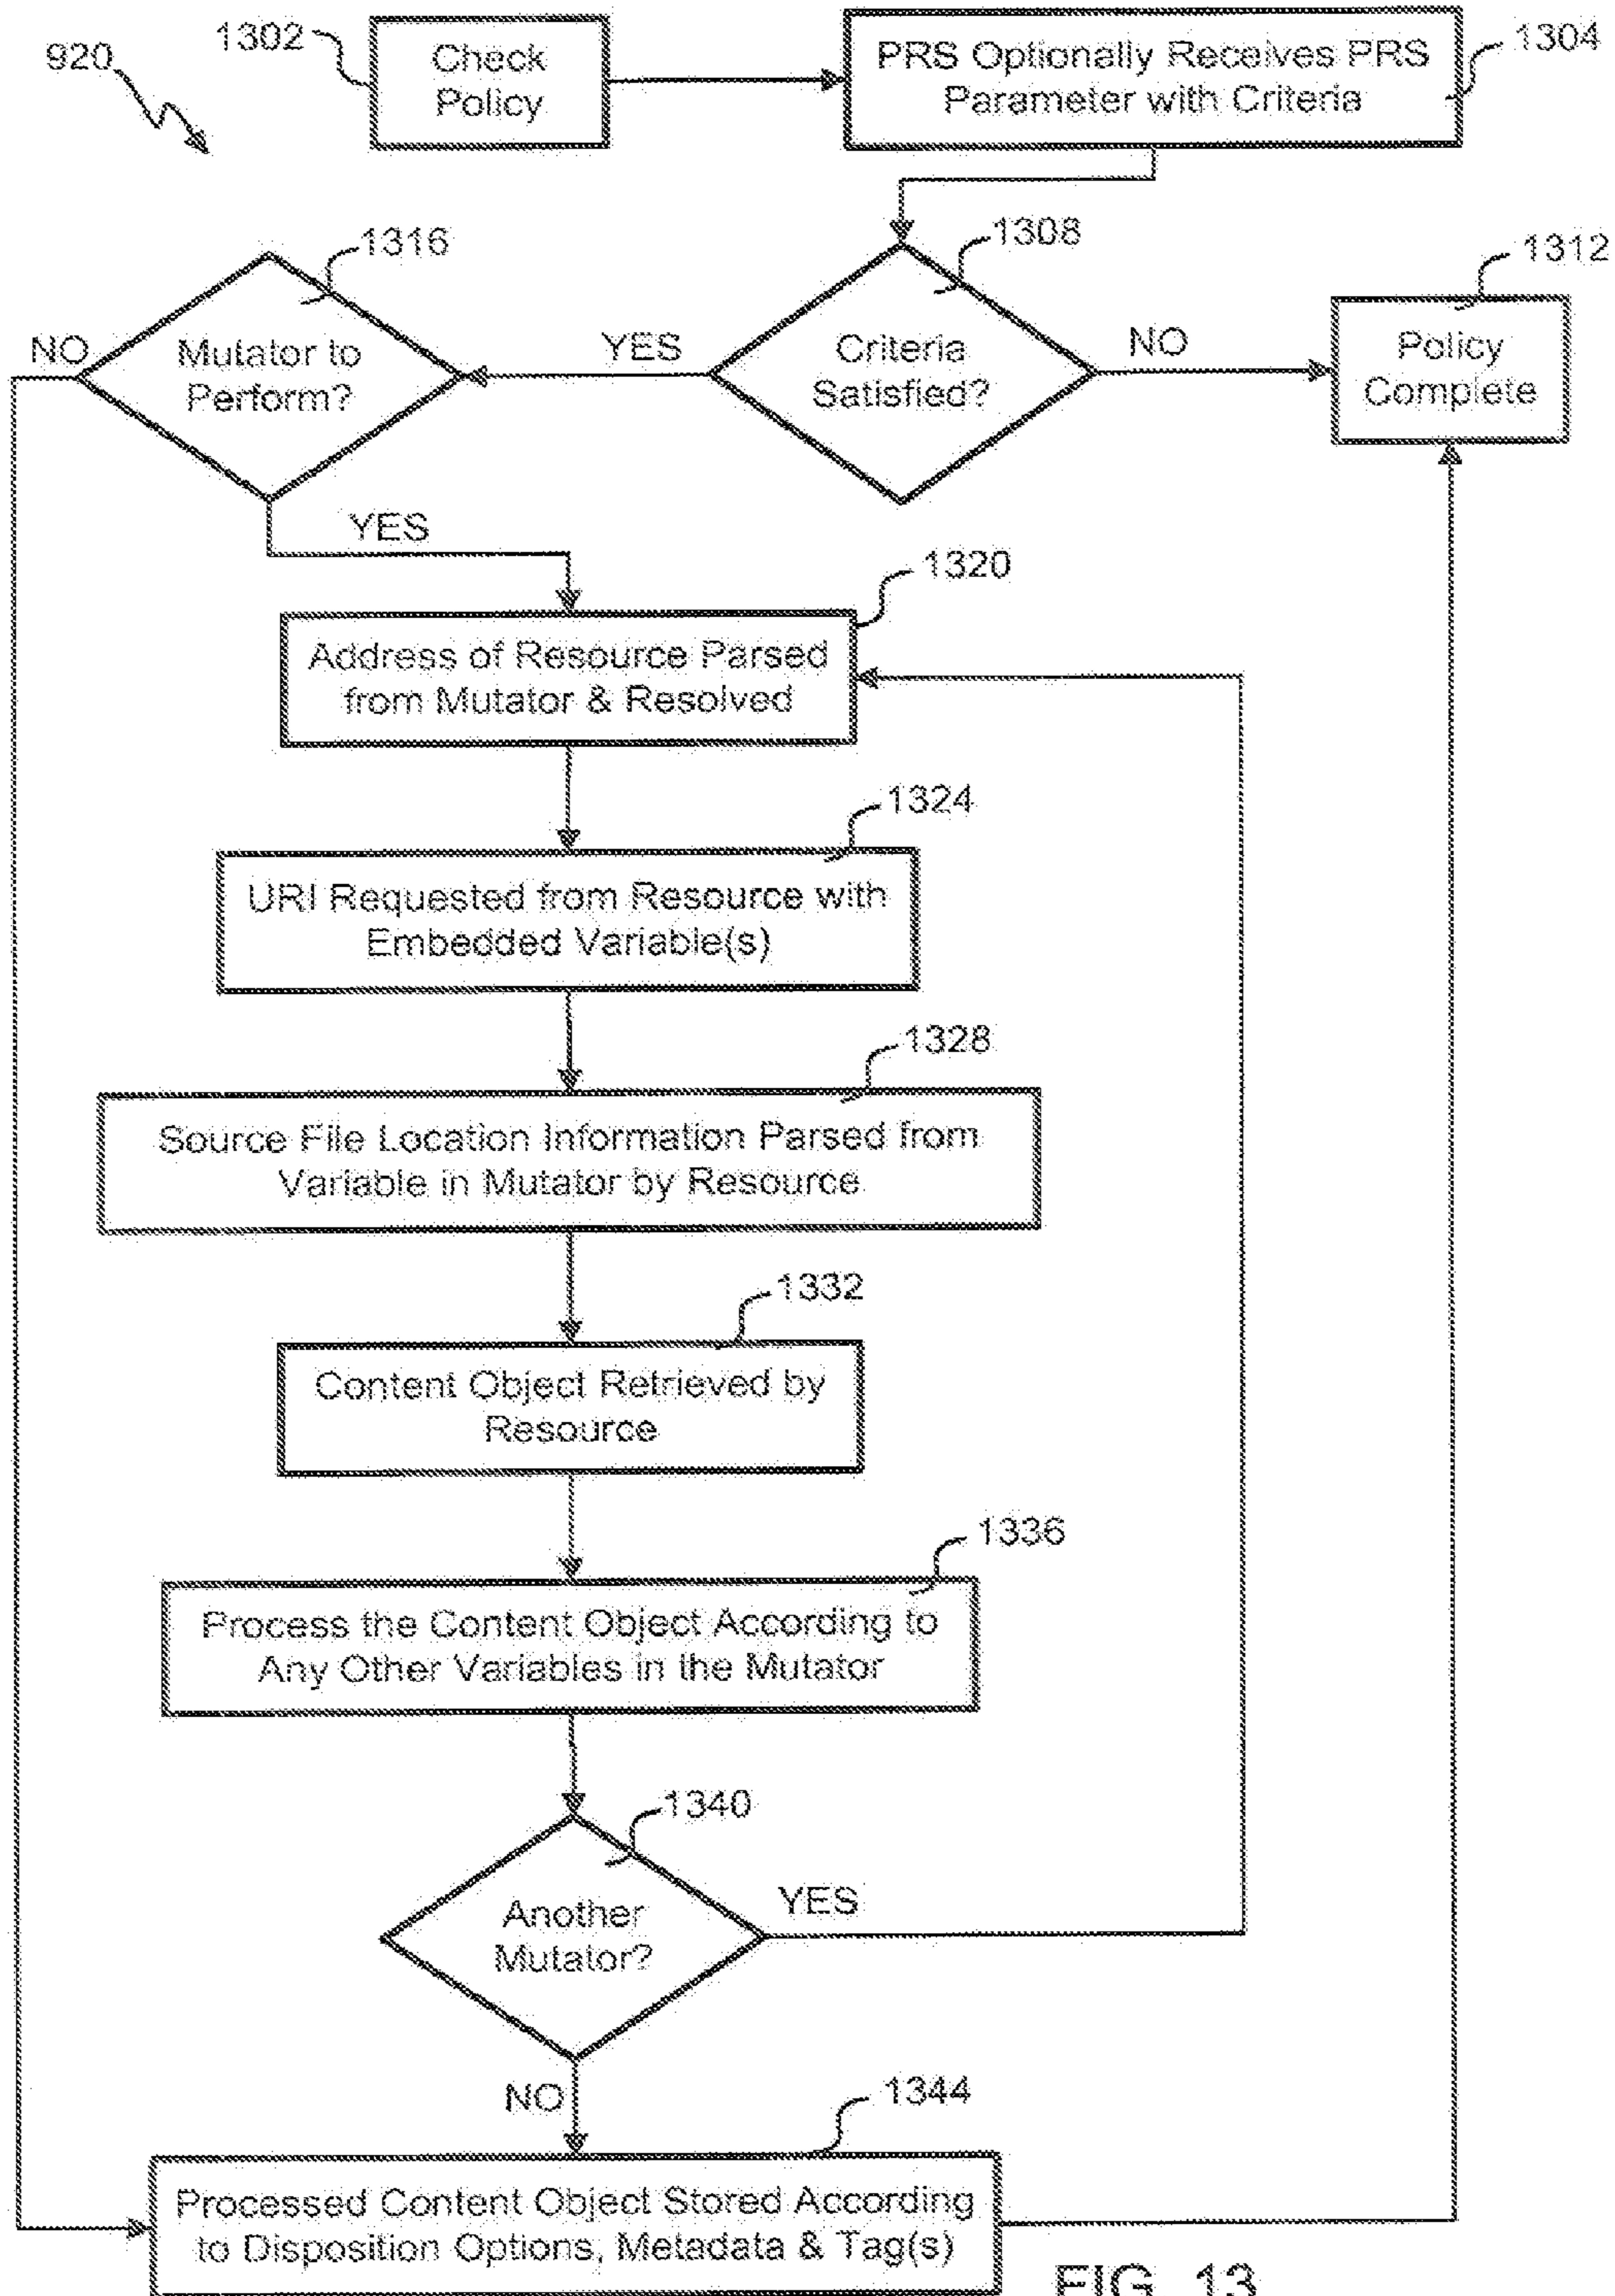 920
1302
Check
Policy
PRS Optionally Receives PRS
Parameter with Criteria
1304
1316
1308
1312
NO
Mutator to
Perform?
YES
Criteria
Satisfied?
NO
Policy
Complete
YES
1320
Address of Resource Parsed
from Mutator & Resolved
1324
URI Requested from Resource with
Embedded Variable(s)
1328
Source File Location Information Parsed from
Variable in Mutator by Resource
1332
Content Object Retrieved by
Resource
1336
Process the Content Object According to
Any Other Variables in the Mutator
1340
Another
Mutator?
YES
NO
1344
Processed Content Object Stored According
to Disposition Options, Metadata & Tag(s)
FIG. 13